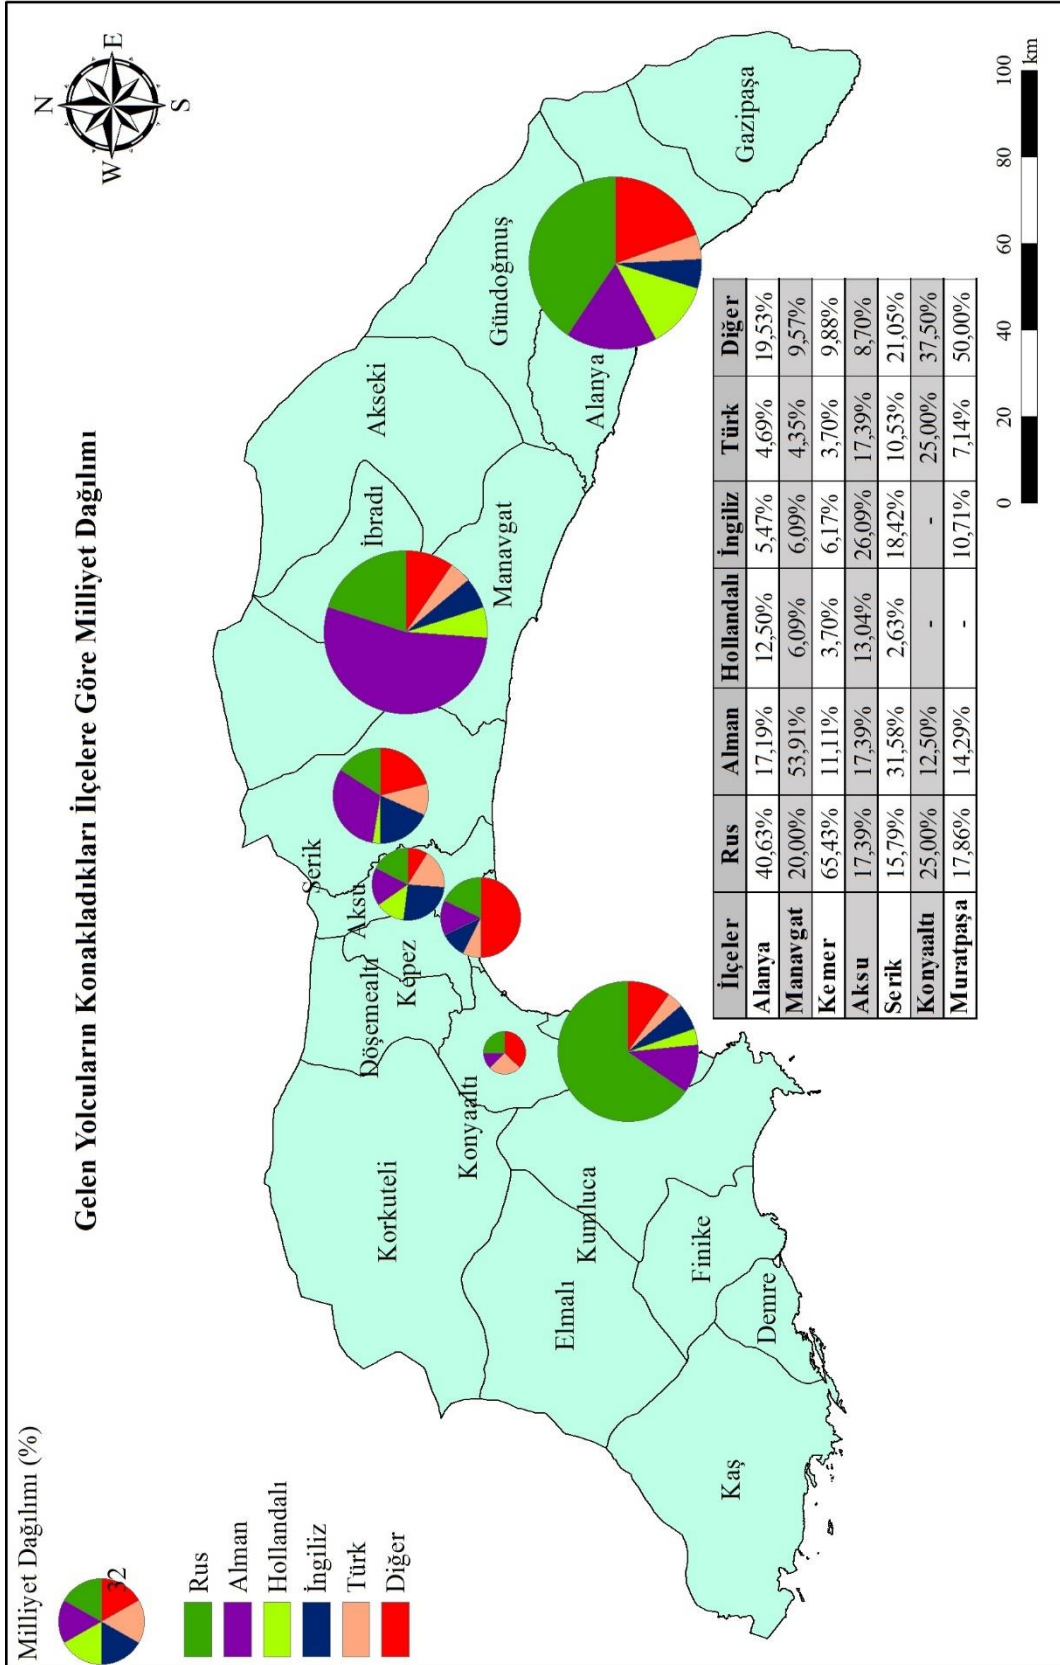 Gelen Yolcuların Konakladıkları İlçelere Göre Milliyet Dağılımı
Milliyet Dağılımı (%)
32
Rus
Alman
Hollandalı
İngiliz
Türk
Diğer
N
W E
S
Korkuteli
Döşemealtı
Kepez
Aksu
Serik
İbradı
Akseki
Gündoğmuş
Manavgat
Alanya
Gazipaşa
Konyaaltı
Elmalı
Kumluca
Finike
Demre
Kaş
İlçeler Rus Alman Hollandalı İngiliz Türk Diğer
Alanya 40,63% 17,19% 12,50% 5,47% 4,69% 19,53%
Manavgat 20,00% 53,91% 6,09% 6,09% 4,35% 9,57%
Kemer 65,43% 11,11% 3,70% 6,17% 3,70% 9,88%
Aksu 17,39% 17,39% 13,04% 26,09% 17,39% 8,70%
Serik 15,79% 31,58% 2,63% 18,42% 10,53% 21,05%
Konyaaltı 25,00% 12,50% - - 25,00% 37,50%
Muratpaşa 17,86% 14,29% - 10,71% 7,14% 50,00%
0 20 40 60 80 100
km